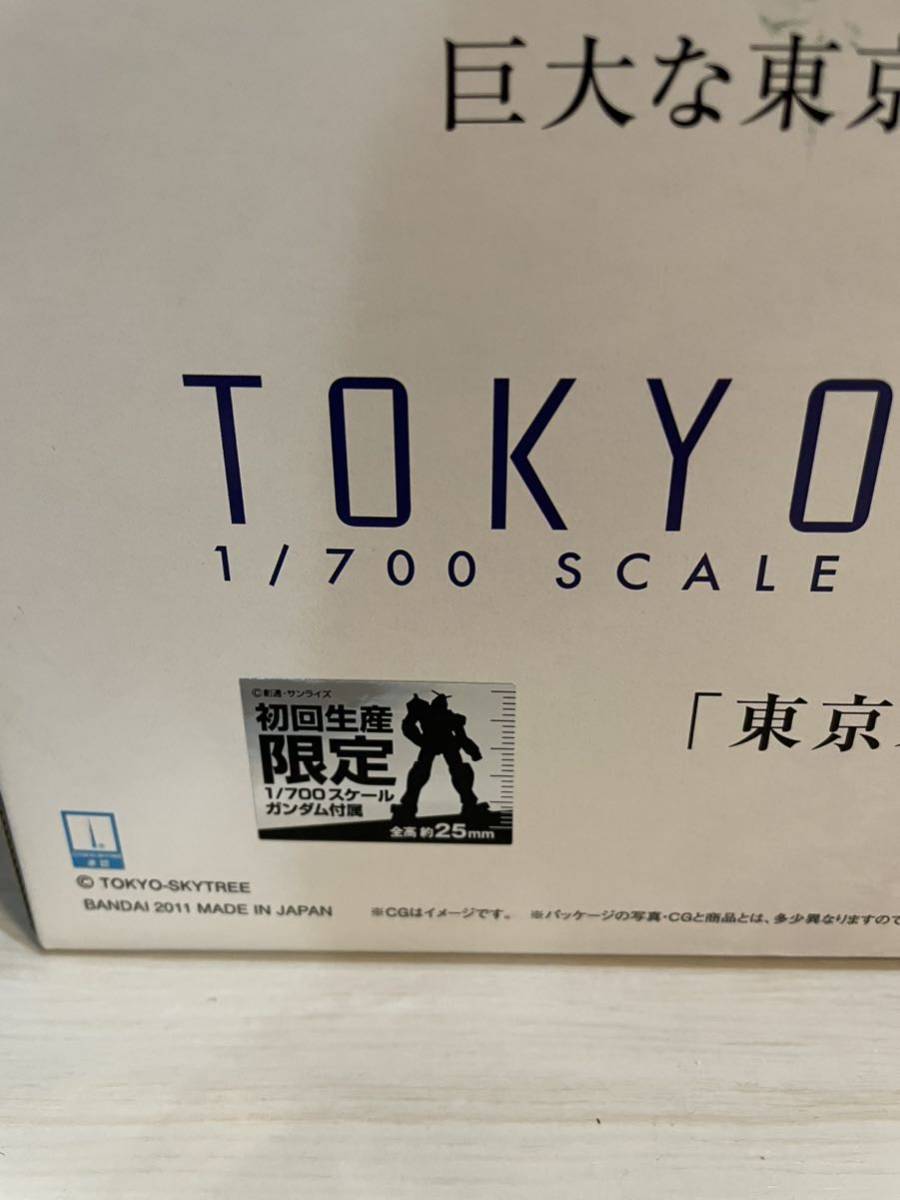 巨大な東京
TOKYO
1/700 SCALE
©創通・サンライズ
初回生産
限定
1/700スケール
ガンダム付属
全高 約25mm
「東京
© TOKYO-SKYTREE
BANDAI 2011 MADE IN JAPAN
※CGはイメージです。 ※パッケージの写真・CGと商品とは、多少異なりますので